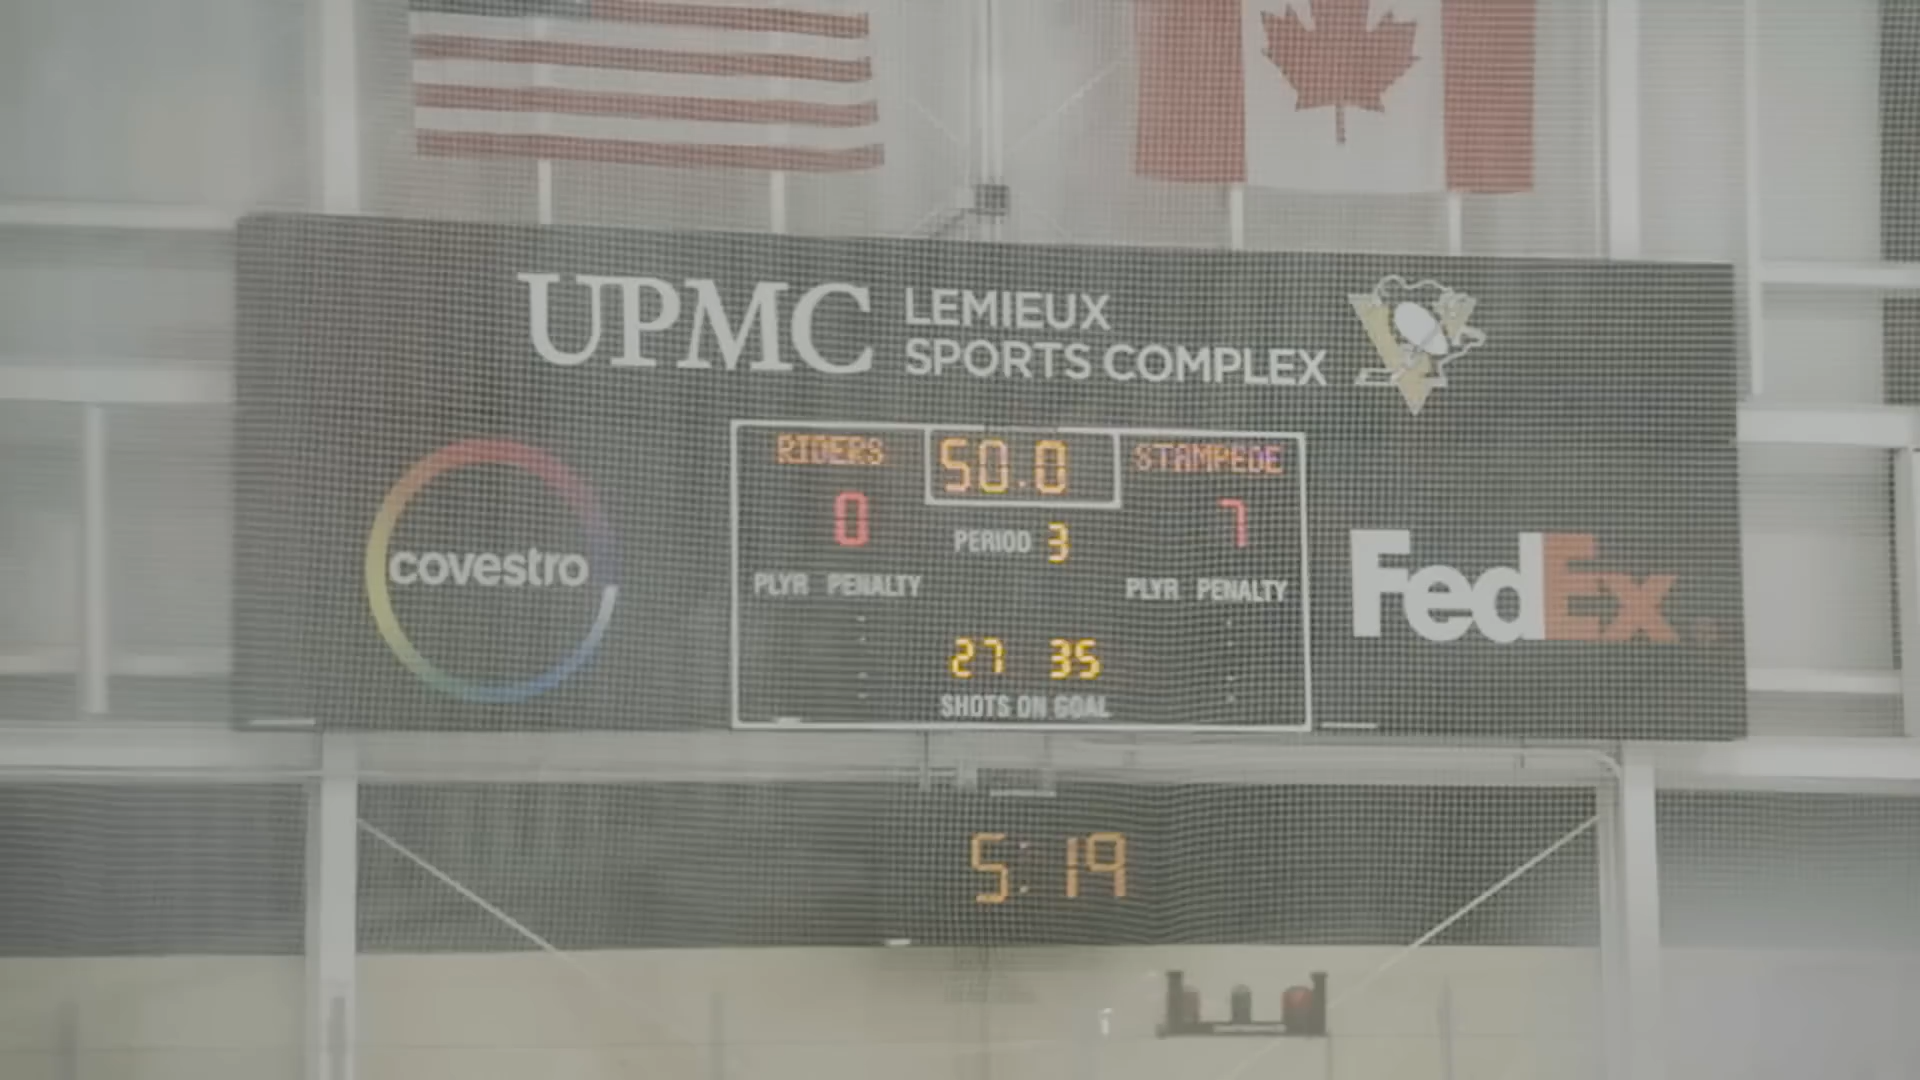 UPMC LEMIEUX
SPORTS COMPLEX
RIDERS 50.0 STAMPEDE
0 PERIOD 3 7
PLYR PENALTY PLYR PENALTY
27 35
SHOTS ON GOAL
covestro
FedEx
5:19